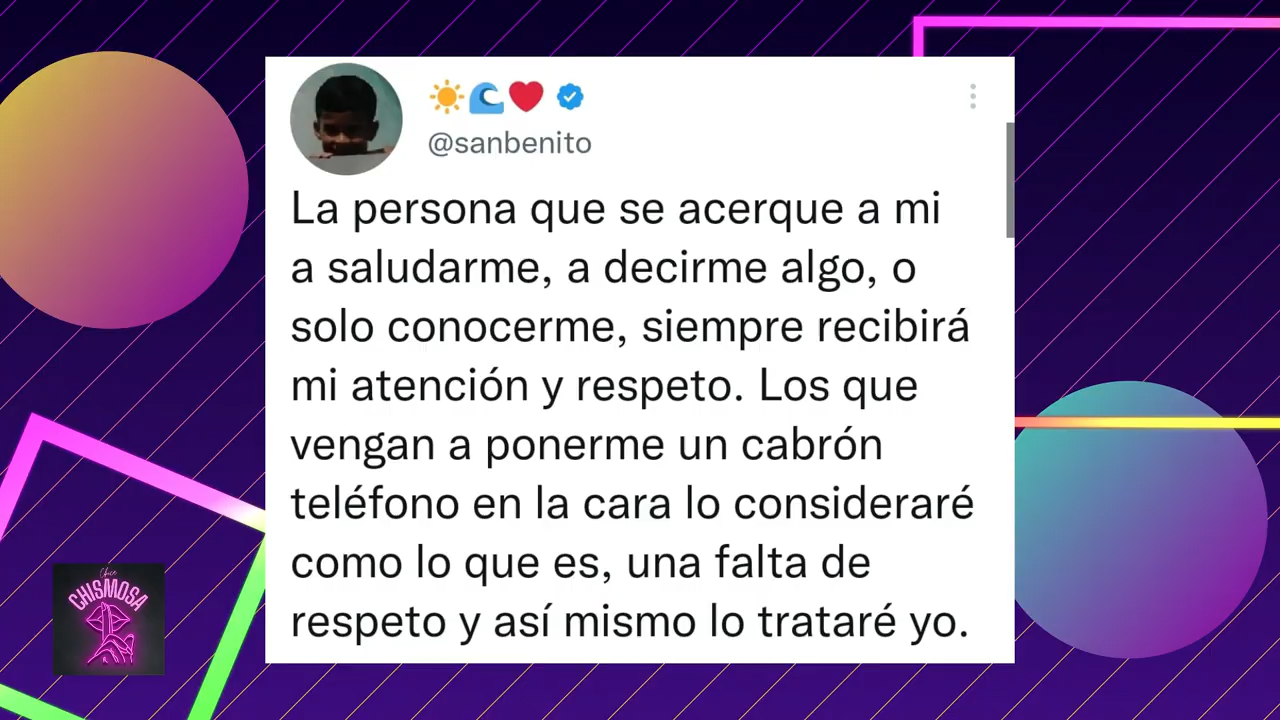 @sanbenito
La persona que se acerque a mi
a saludarme, a decirme algo, o
solo conocerme, siempre recibirá
mi atención y respeto. Los que
vengan a ponerme un cabrón
teléfono en la cara lo consideraré
como lo que es, una falta de
respeto y así mismo lo trataré yo.
Chica
CHISMOSA